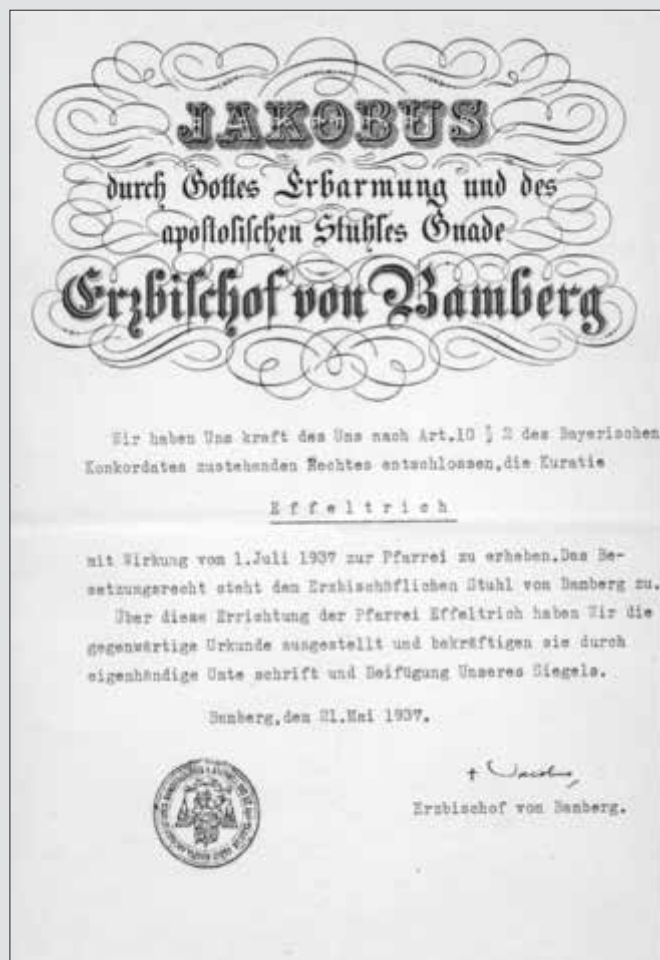 JAKOBUS
durch Gottes Erbarmung und des
apostolischen Stuhles Gnade
Erzbischof von Bamberg
Wir haben Uns kraft des Uns nach Art.10 § 2 des Bayerischen
Konkordates zustehenden Rechtes entschlossen,die Kuratie
Effeltrich
mit Wirkung vom 1.Juli 1937 zur Pfarrei zu erheben.Das Be-
setzungsrecht steht dem Erzbischöflichen Stuhl von Bamberg zu.
Über diese Errichtung der Pfarrei Effeltrich haben Wir die
gegenwärtige Urkunde ausgestellt und bekräftigen sie durch
eigenhändige Unte schrift und Beifügung Unseres Siegels.
Bamberg,den 21.Mai 1937.
+ Jacobus,
Erzbischof von Bamberg.